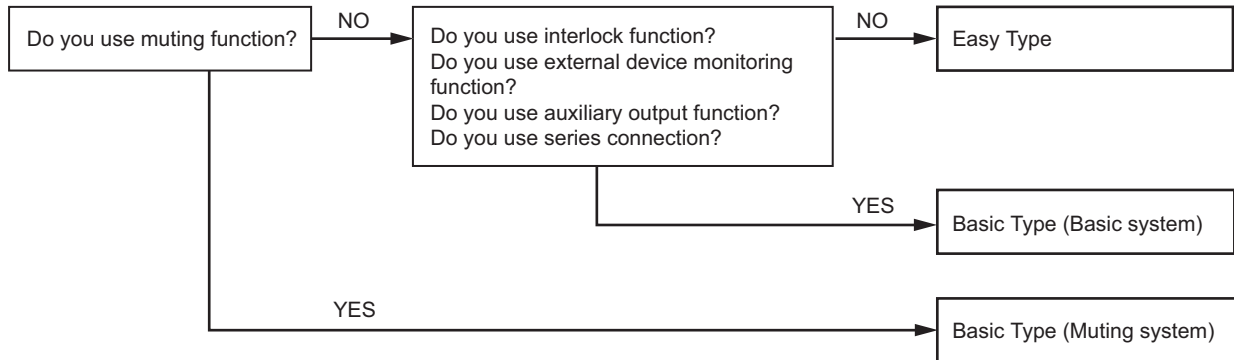 Do you use muting function?
NO
Do you use interlock function?
Do you use external device monitoring
function?
Do you use auxiliary output function?
Do you use series connection?
NO
Easy Type
YES
Basic Type (Basic system)
YES
Basic Type (Muting system)